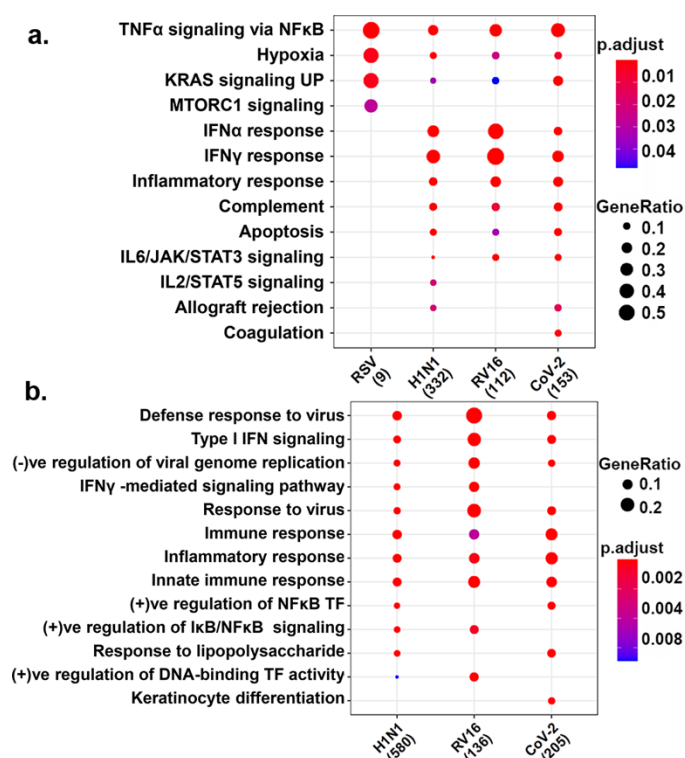 a.
TNFα signaling via NFκB
Hypoxia
KRAS signaling UP
MTORC1 signaling
IFNα response
IFNγ response
Inflammatory response
Complement
Apoptosis
IL6/JAK/STAT3 signaling
IL2/STAT5 signaling
Allograft rejection
Coagulation
RSV
(9)
H1N1
(332)
RV16
(112)
CoV-2
(153)
p.adjust
0.01
0.02
0.03
0.04
GeneRatio
0.1
0.2
0.3
0.4
0.5
b.
Defense response to virus
Type I IFN signaling
(-)ve regulation of viral genome replication
IFNγ -mediated signaling pathway
Response to virus
Immune response
Inflammatory response
Innate immune response
(+)ve regulation of NFκB TF
(+)ve regulation of IκB/NFκB signaling
Response to lipopolysaccharide
(+)ve regulation of DNA-binding TF activity
Keratinocyte differentiation
H1N1
(580)
RV16
(136)
CoV-2
(205)
GeneRatio
0.1
0.2
p.adjust
0.002
0.004
0.006
0.008